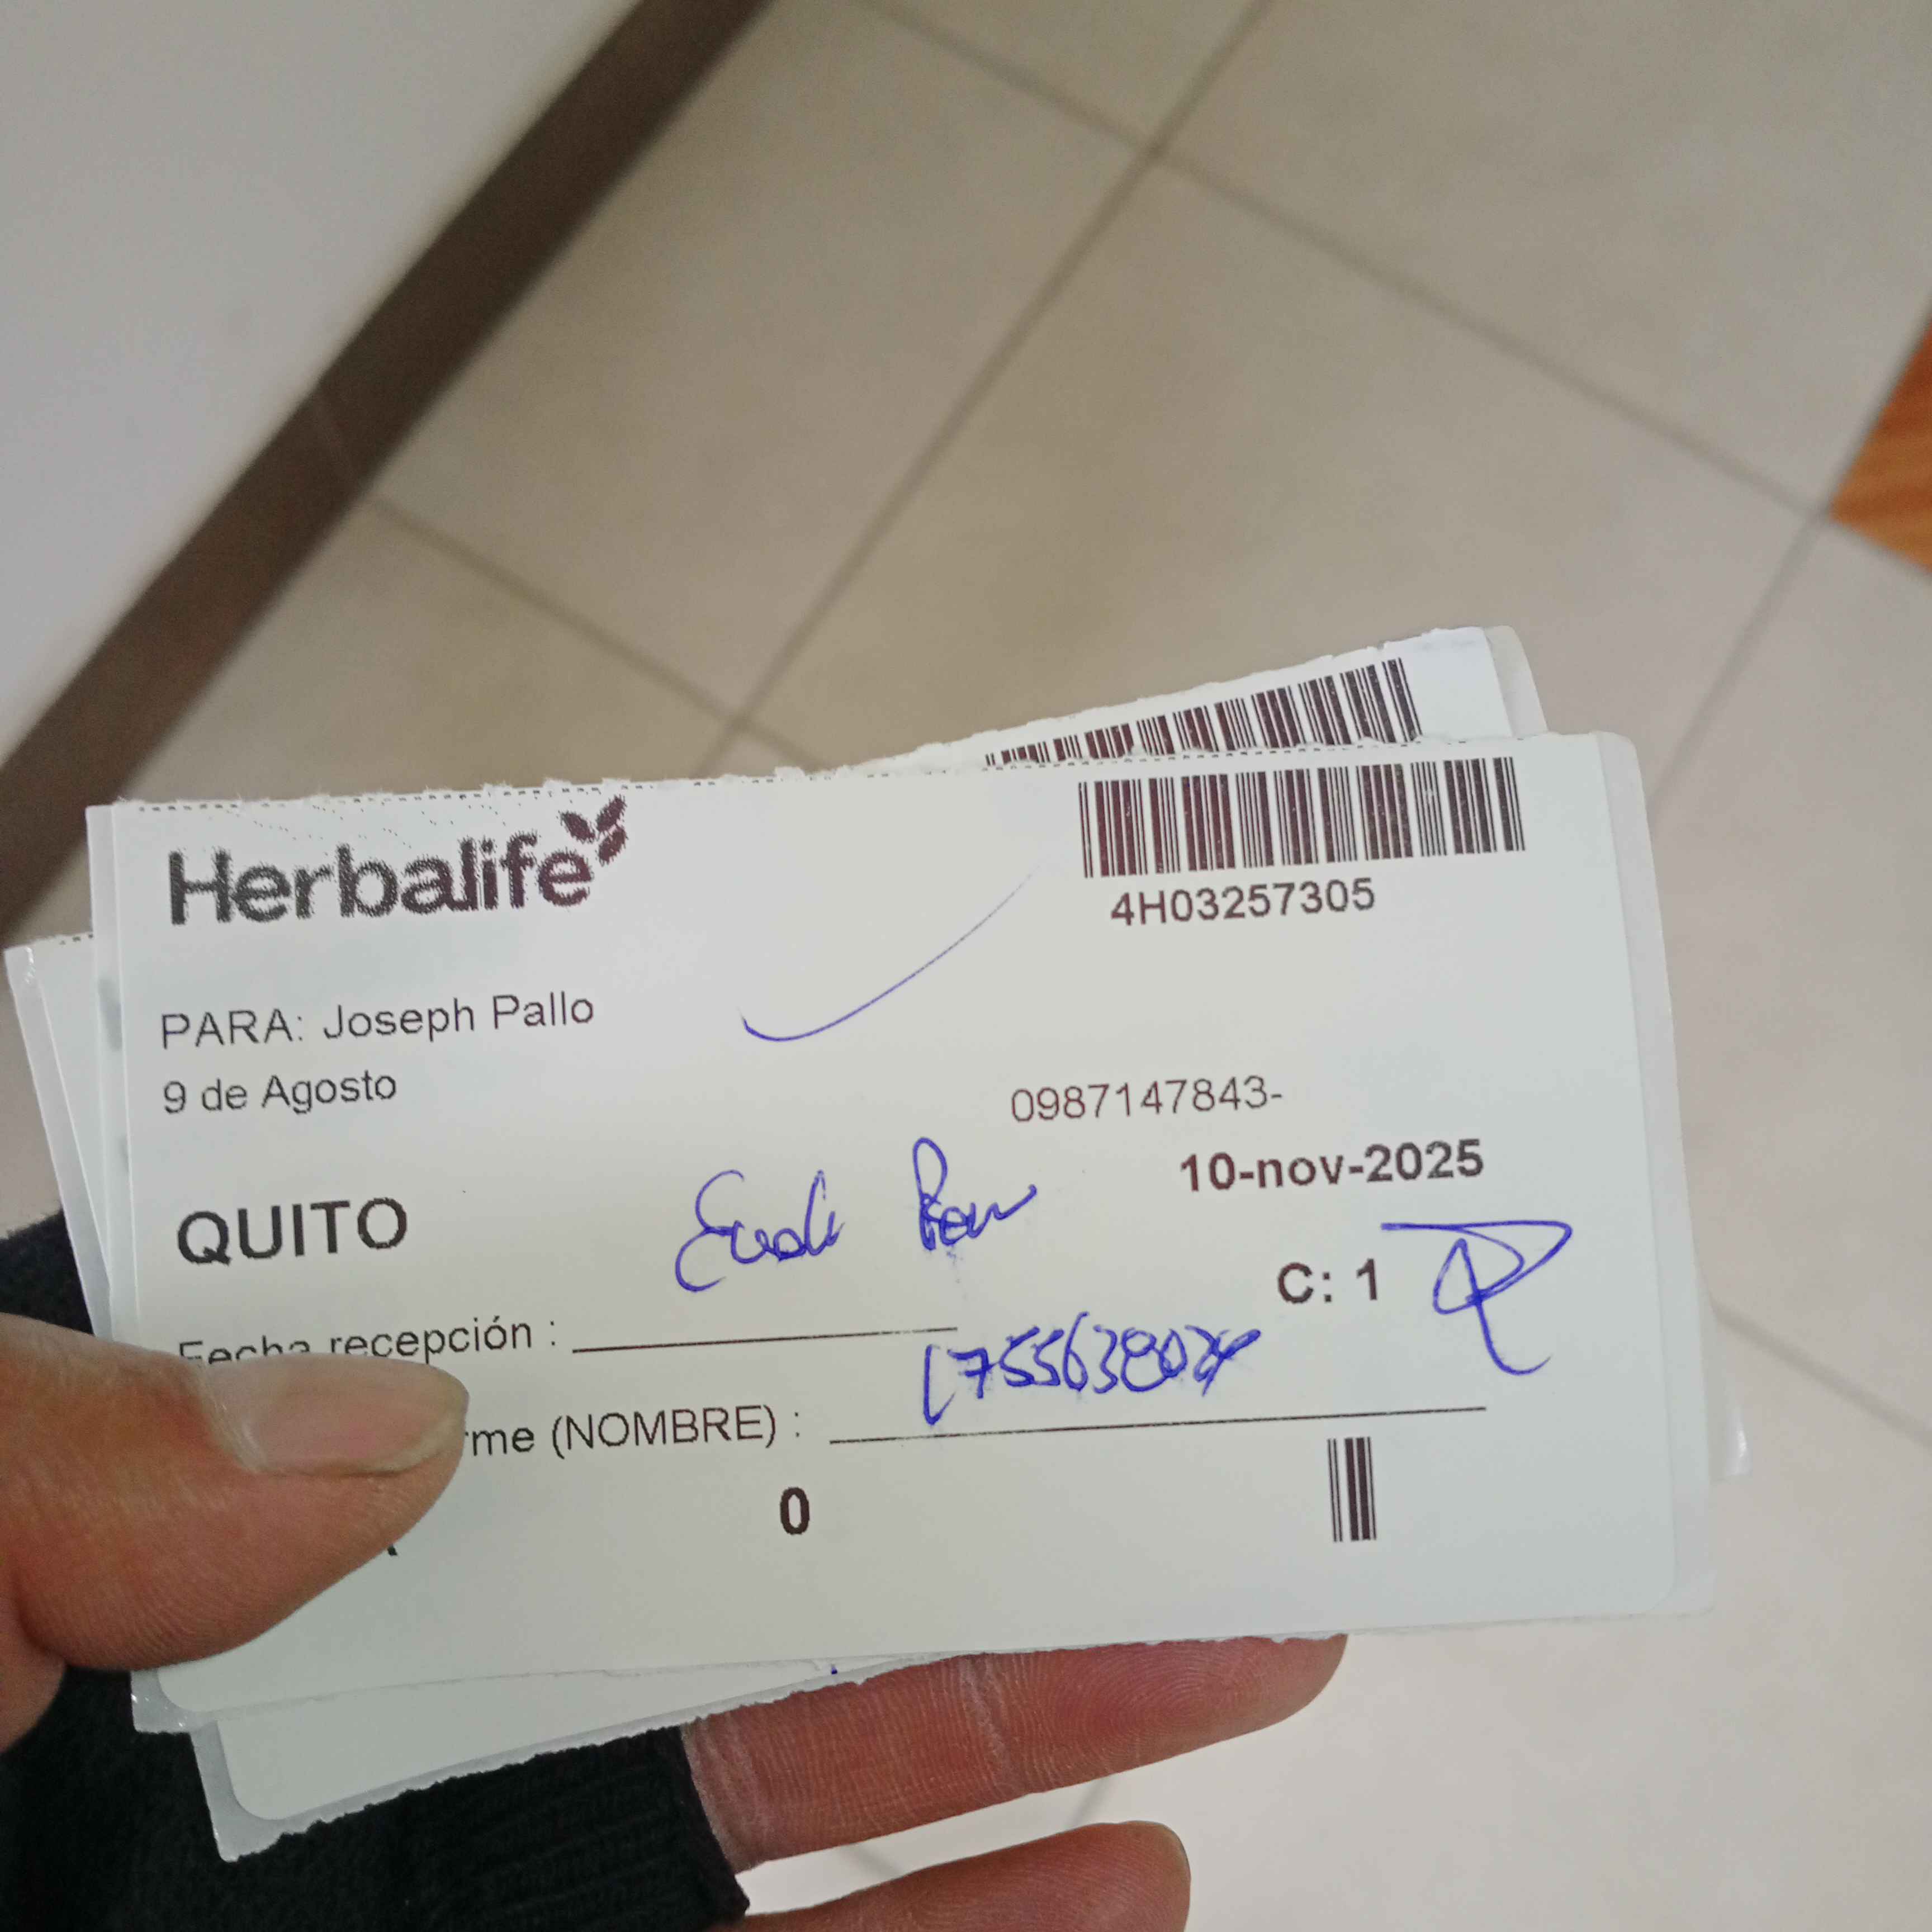 Herbalife
4H03257305
PARA: Joseph Pallo
9 de Agosto
0987147843-
10-nov-2025
QUITO
C: 1
Fecha recepción :
rme (NOMBRE) :
0